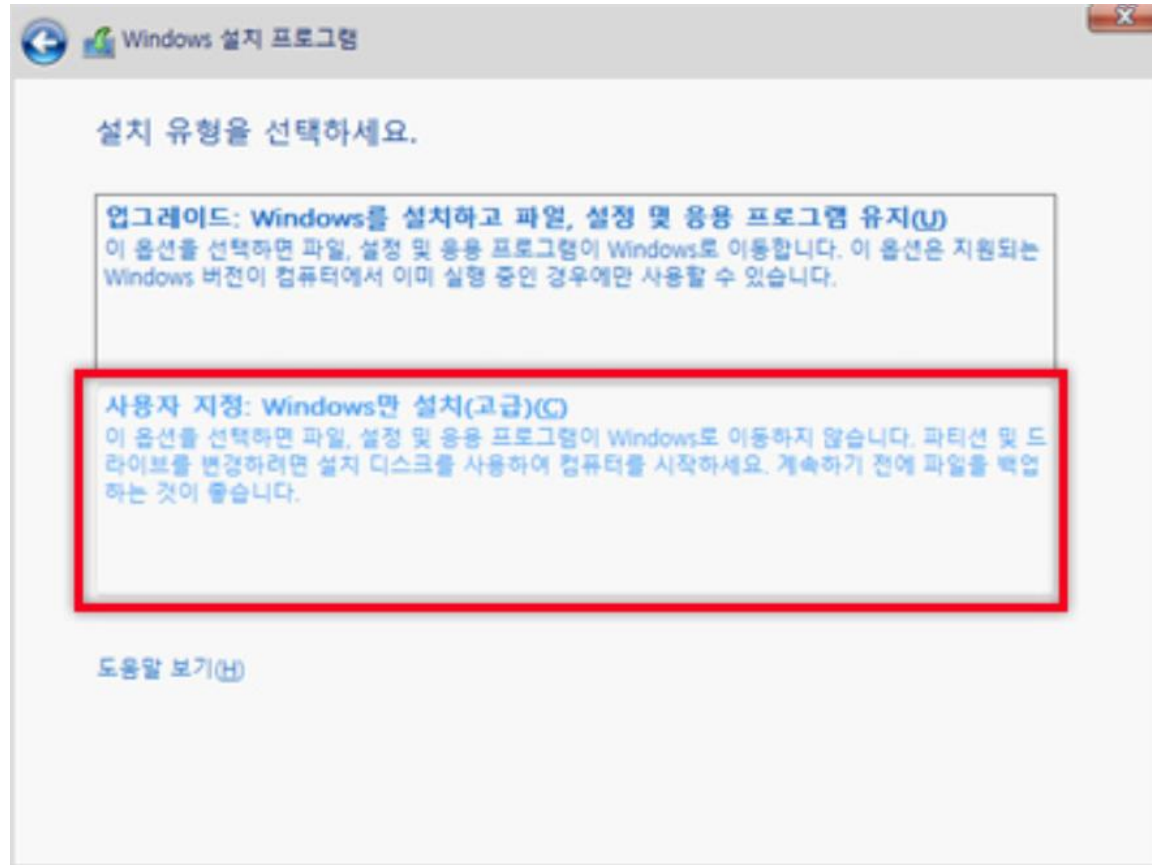 Windows 설치 프로그램
설치 유형을 선택하세요.
업그레이드: Windows를 설치하고 파일, 설정 및 응용 프로그램 유지(U)
이 옵션을 선택하면 파일, 설정 및 응용 프로그램이 Windows로 이동합니다. 이 옵션은 지원되는
Windows 버전이 컴퓨터에서 이미 실행 중인 경우에만 사용할 수 있습니다.
사용자 지정: Windows만 설치(고급)(C)
이 옵션을 선택하면 파일, 설정 및 응용 프로그램이 Windows로 이동하지 않습니다. 파티션 및 드
라이브를 변경하려면 설치 디스크를 사용하여 컴퓨터를 시작하세요. 계속하기 전에 파일을 백업
하는 것이 좋습니다.
도움말 보기(H)